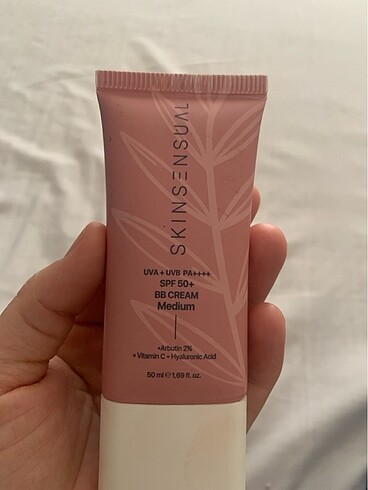 SKINSENSUAL
UVA + UVB PA++++
SPF 50+
BB CREAM
Medium
+Arbutin 2%
+ Vitamin C + Hyaluronic Acid
50 ml ℮ 1,69 fl. oz.